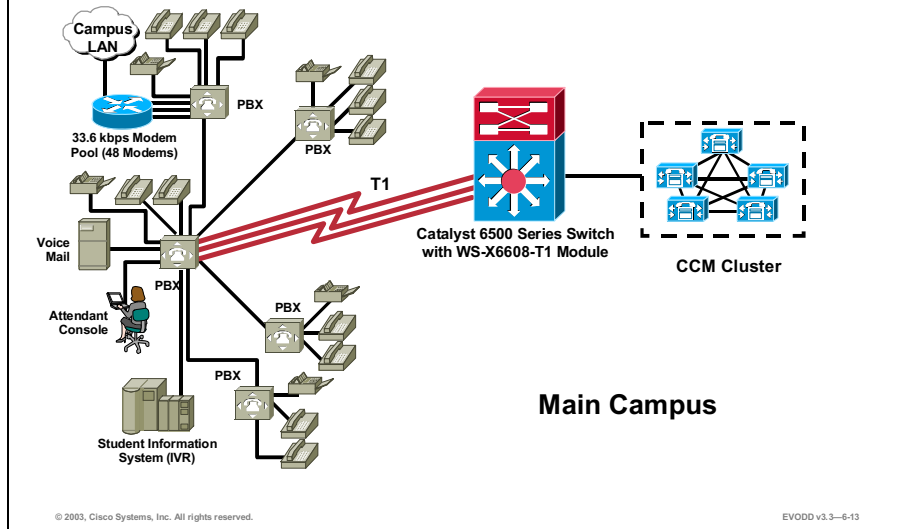 Campus
LAN
PBX
33.6 kbps Modem
Pool (48 Modems)
PBX
T1
Voice
Mail
PBX
Catalyst 6500 Series Switch
with WS-X6608-T1 Module
CCM Cluster
Attendant
Console
PBX
PBX
Main Campus
Student Information
System (IVR)
© 2003, Cisco Systems, Inc. All rights reserved.
EVODD v3.3—6-13